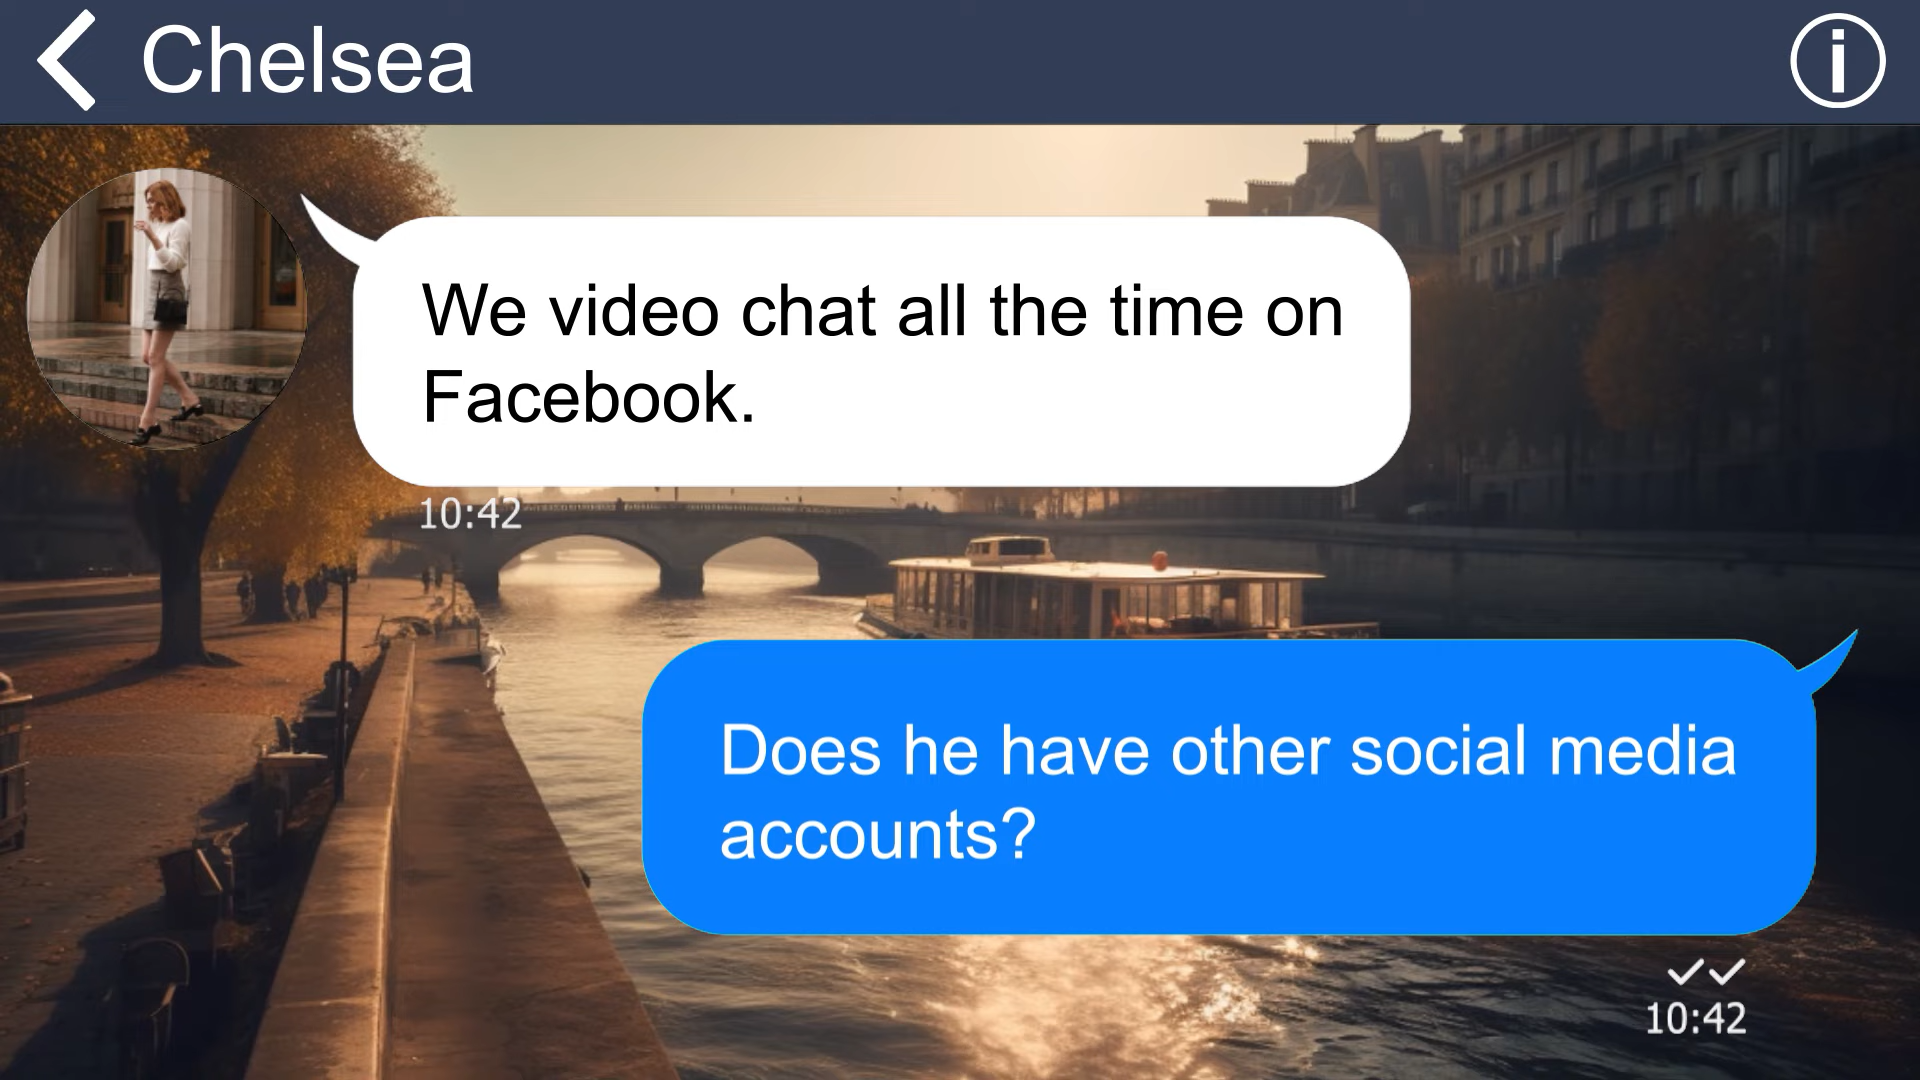 Chelsea
We video chat all the time on
Facebook.
10:42
Does he have other social media
accounts?
10:42